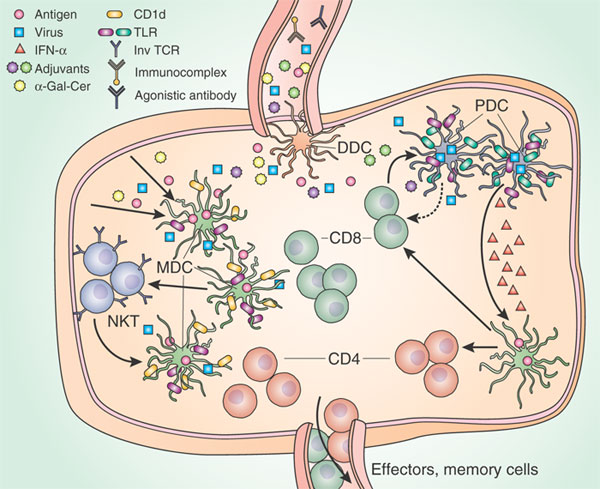 Antigen
Virus
IFN-α
Adjuvants
α-Gal-Cer
CD1d
TLR
Inv TCR
Immunocomplex
Agonistic antibody
PDC
DDC
CD8
MDC
NKT
CD4
Effectors, memory cells